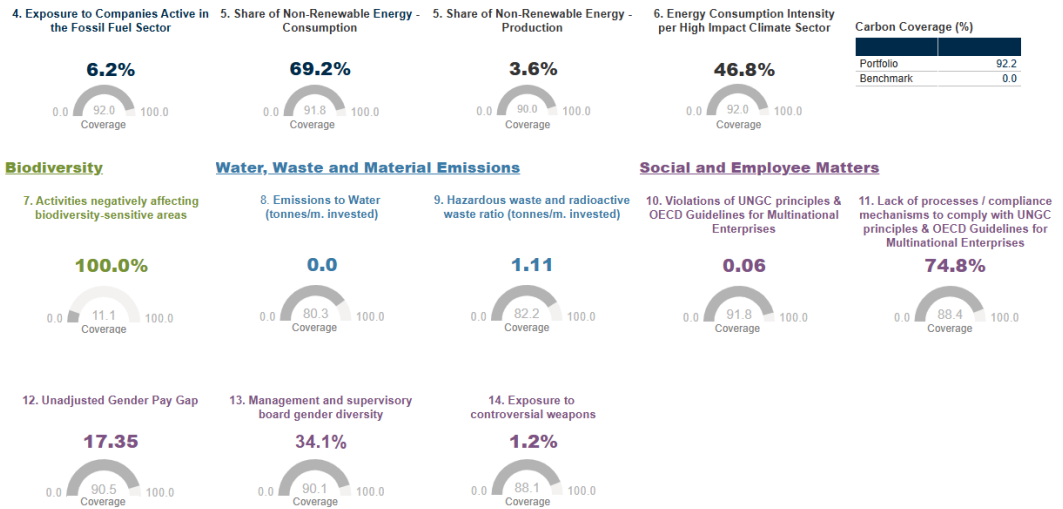 4. Exposure to Companies Active in
the Fossil Fuel Sector
6.2%
0.0 92.0 100.0
Coverage
5. Share of Non-Renewable Energy -
Consumption
69.2%
0.0 91.8 100.0
Coverage
5. Share of Non-Renewable Energy -
Production
3.6%
0.0 90.0 100.0
Coverage
6. Energy Consumption Intensity
per High Impact Climate Sector
46.8%
0.0 92.0 100.0
Coverage
Carbon Coverage (%)
Portfolio 92.2
Benchmark 0.0
Biodiversity
7. Activities negatively affecting
biodiversity-sensitive areas
100.0%
0.0 11.1 100.0
Coverage
Water, Waste and Material Emissions
8. Emissions to Water
(tonnes/m. invested)
0.0
0.0 80.3 100.0
Coverage
9. Hazardous waste and radioactive
waste ratio (tonnes/m. invested)
1.11
0.0 82.2 100.0
Coverage
Social and Employee Matters
10. Violations of UNGC principles &
OECD Guidelines for Multinational
Enterprises
0.06
0.0 91.8 100.0
Coverage
11. Lack of processes / compliance
mechanisms to comply with UNGC
principles & OECD Guidelines for
Multinational Enterprises
74.8%
0.0 88.4 100.0
Coverage
12. Unadjusted Gender Pay Gap
17.35
0.0 90.5 100.0
Coverage
13. Management and supervisory
board gender diversity
34.1%
0.0 90.1 100.0
Coverage
14. Exposure to
controversial weapons
1.2%
0.0 88.1 100.0
Coverage